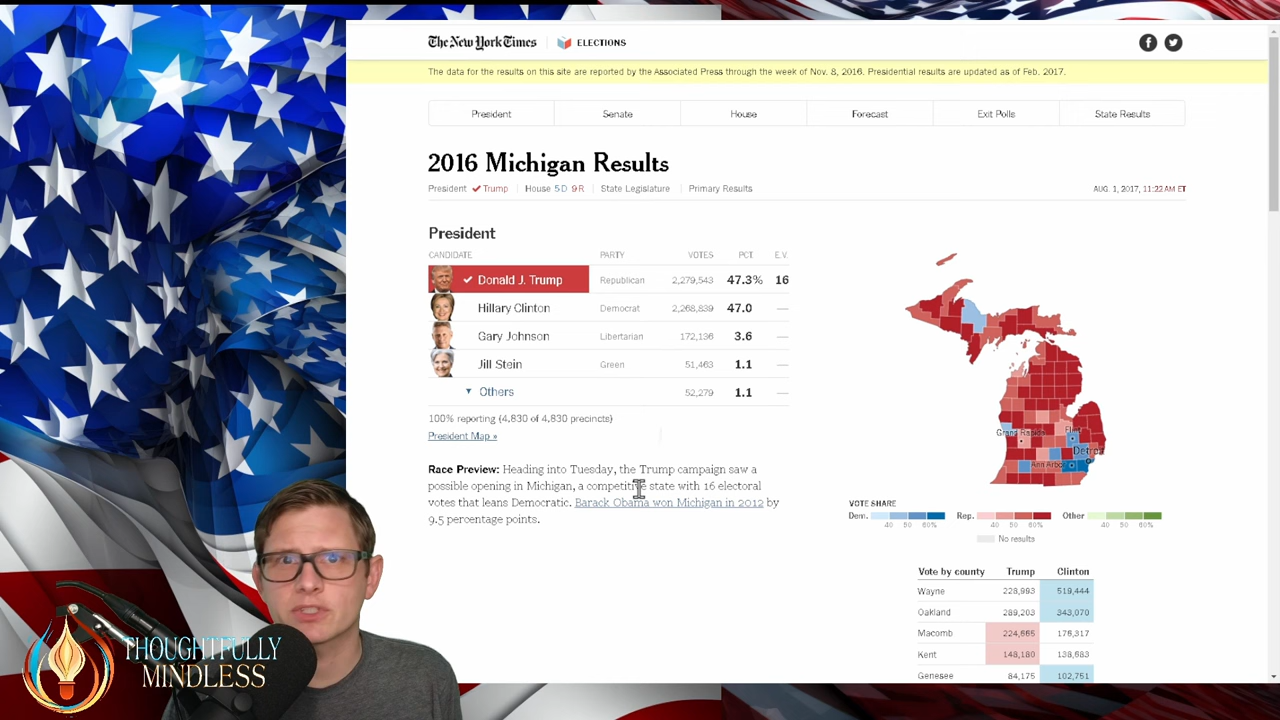 The New York Times ELECTIONS
The data for the results on this site are reported by the Associated Press through the week of Nov. 8, 2016. Presidential results are updated as of Feb. 2017.
President Senate House Forecast Exit Polls State Results
2016 Michigan Results
President ✓ Trump House 5 D 9 R State Legislature Primary Results AUG. 1, 2017, 11:22 AM ET
President
CANDIDATE PARTY VOTES PCT. E.V.
✓ Donald J. Trump Republican 2,279,543 47.3% 16
Hillary Clinton Democrat 2,268,839 47.0 —
Gary Johnson Libertarian 172,136 3.6 —
Jill Stein Green 51,463 1.1 —
▼ Others 52,279 1.1 —
100% reporting (4,830 of 4,830 precincts)
President Map »
Race Preview: Heading into Tuesday, the Trump campaign saw a
possible opening in Michigan, a competitive state with 16 electoral
votes that leans Democratic. Barack Obama won Michigan in 2012 by
9.5 percentage points.
Grand Rapids
Flint
Detroit
Ann Arbor
VOTE SHARE
Dem. Rep. Other
40 50 60% 40 50 60% 40 50 60%
No results
Vote by county Trump Clinton
Wayne 228,993 519,444
Oakland 289,203 343,070
Macomb 224,665 176,317
Kent 148,180 138,683
Genesee 84,175 102,751
THOUGHTFULLY
MINDLESS